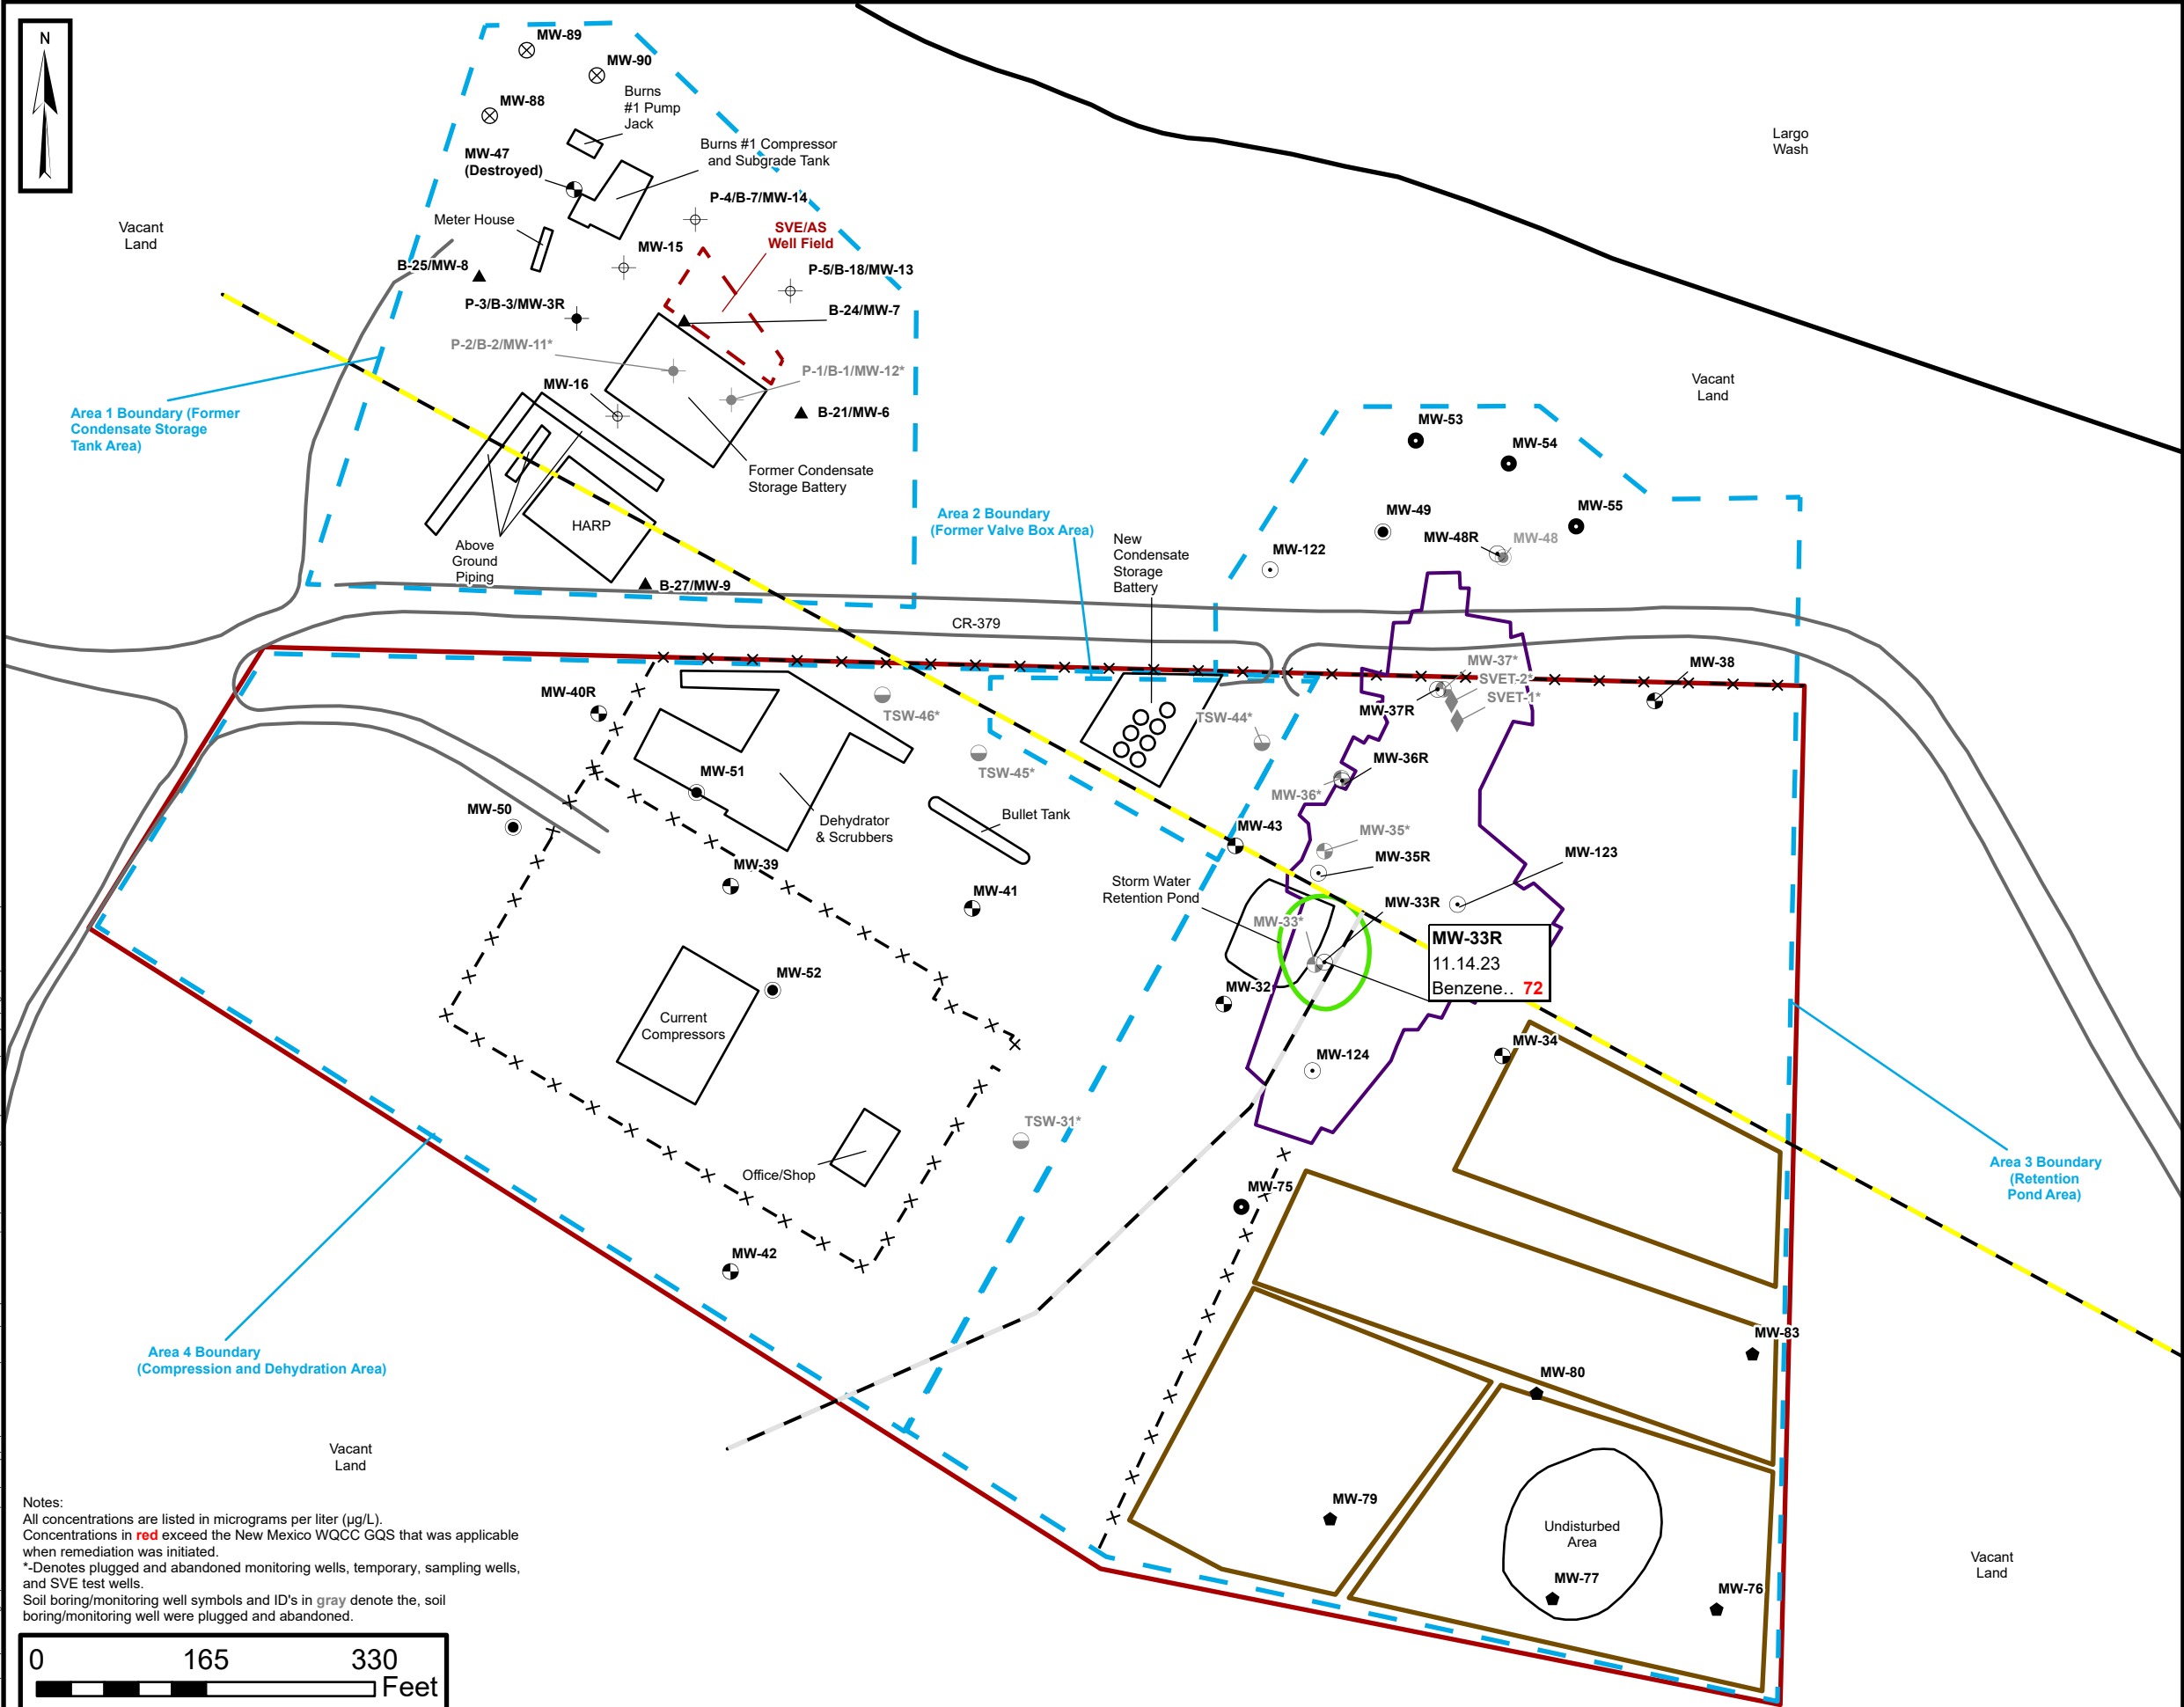 N
MW-89
MW-90
MW-88
Burns
#1 Pump
Jack
MW-47
(Destroyed)
Burns #1 Compressor
and Subgrade Tank
Largo
Wash
P-4/B-7/MW-14
Meter House
Vacant
Land
SVE/AS
Well Field
MW-15
B-25/MW-8
P-5/B-18/MW-13
P-3/B-3/MW-3R
B-24/MW-7
P-2/B-2/MW-11*
P-1/B-1/MW-12*
MW-16
B-21/MW-6
Area 1 Boundary (Former
Condensate Storage
Tank Area)
Former Condensate
Storage Battery
HARP
Above
Ground
Piping
B-27/MW-9
Vacant
Land
MW-53
MW-54
MW-55
MW-49
MW-48R
MW-48
MW-122
Area 2 Boundary
(Former Valve Box Area)
New
Condensate
Storage
Battery
CR-379
MW-37*
SVET-2*
SVET-1*
MW-37R
MW-38
MW-40R
TSW-46*
TSW-44*
TSW-45*
MW-36R
MW-36*
MW-51
MW-50
Dehydrator
& Scrubbers
Bullet Tank
MW-43
MW-35*
MW-35R
MW-123
MW-39
MW-41
Storm Water
Retention Pond
MW-33R
MW-33*
MW-33R
11.14.23
Benzene.. 72
MW-52
MW-32
Current
Compressors
MW-34
MW-124
TSW-31*
Office/Shop
Area 3 Boundary
(Retention
Pond Area)
MW-75
MW-42
MW-83
Area 4 Boundary
(Compression and Dehydration Area)
MW-80
Vacant
Land
MW-79
Undisturbed
Area
MW-77
MW-76
Vacant
Land
Notes:
All concentrations are listed in micrograms per liter (µg/L).
Concentrations in red exceed the New Mexico WQCC GQS that was applicable
when remediation was initiated.
*-Denotes plugged and abandoned monitoring wells, temporary, sampling wells,
and SVE test wells.
Soil boring/monitoring well symbols and ID's in gray denote the, soil
boring/monitoring well were plugged and abandoned.
0 165 330
Feet